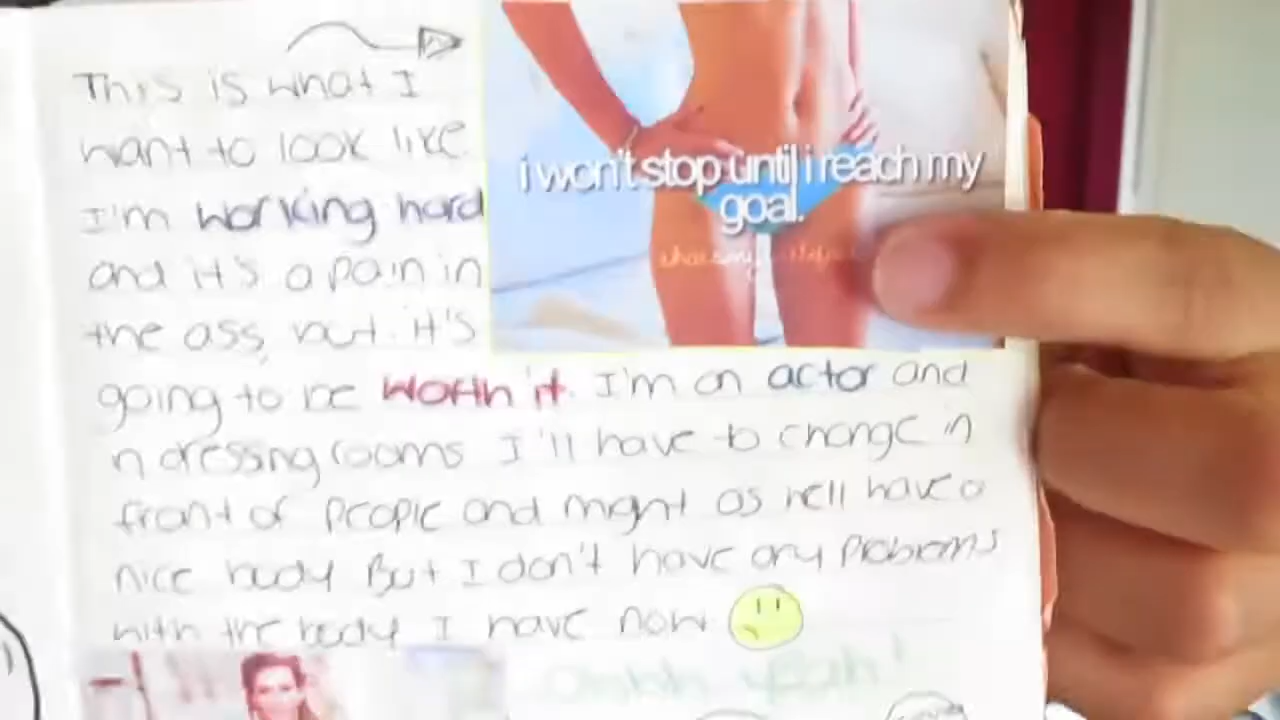 This is what I
want to look like.
I'm working hard
and it's a pain in
the ass, but it's
going to be worth it. I'm an actor and
in dressing rooms I'll have to change in
front of people and might as well have a
nice body. But I don't have any problems
with the body I have now
i won't stop until i reach my
goal.
Ohhh yeah!